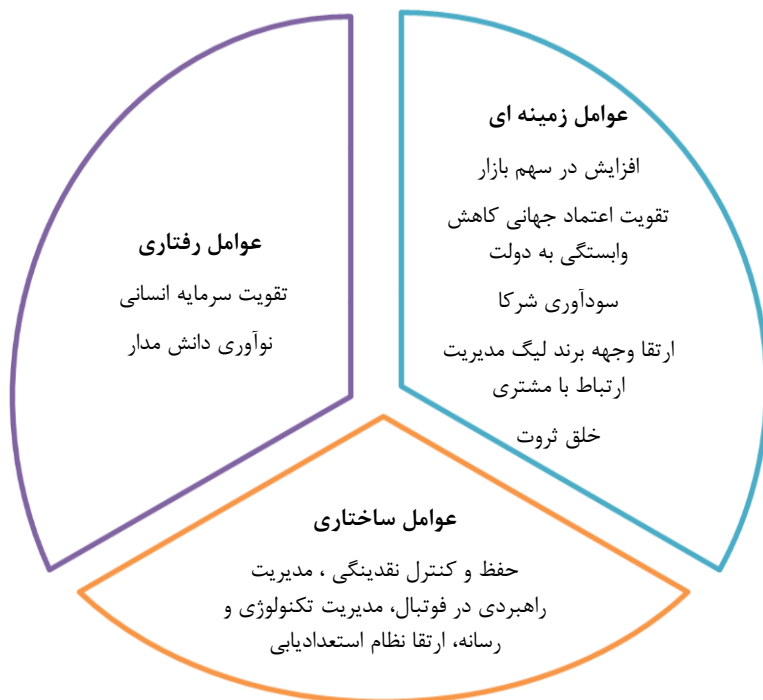 عوامل زمینه ای
افزایش در سهم بازار
تقویت اعتماد جهانی کاهش
وابستگی به دولت
سودآوری شرکا
ارتقا وجهه برند لیگ مدیریت
ارتباط با مشتری
خلق ثروت
عوامل رفتاری
تقویت سرمایه انسانی
نوآوری دانش مدار
عوامل ساختاری
حفظ و کنترل نقدینگی ، مدیریت
راهبردی در فوتبال، مدیریت تکنولوژی و
رسانه، ارتقا نظام استعدادیابی